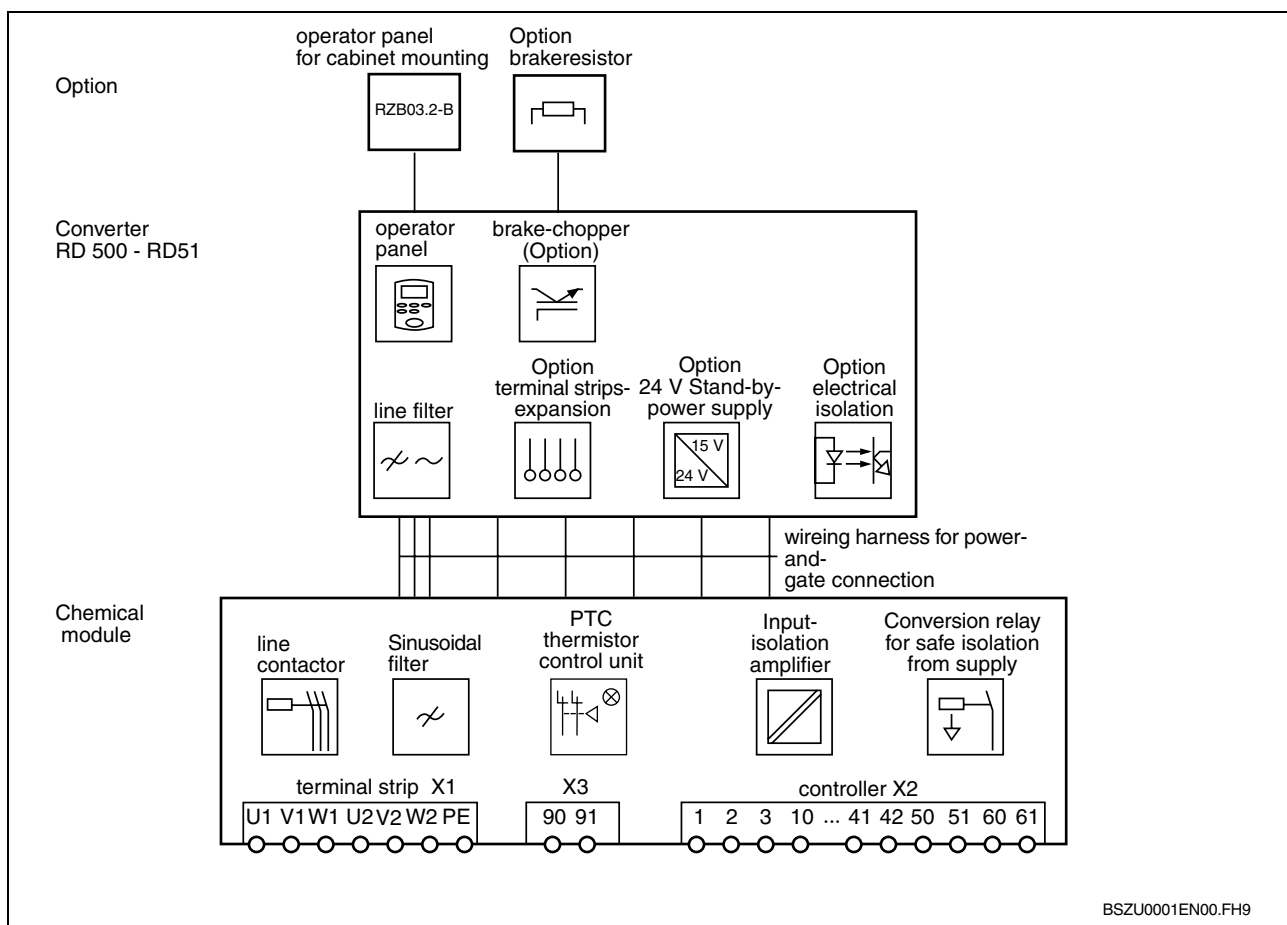 operator panel
for cabinet mounting
Option
brakeresistor
Option
RZB03.2-B
Converter
RD 500 - RD51
operator
panel
brake-chopper
(Option)
line filter
Option
terminal strips-
expansion
Option
24 V Stand-by-
power supply
15 V
24 V
Option
electrical
isolation
wireing harness for power-
and-
gate connection
Chemical
module
line
contactor
Sinusoidal
filter
PTC
thermistor
control unit
Input-
isolation
amplifier
Conversion relay
for safe isolation
from supply
terminal strip X1
X3
controller X2
U1 V1 W1 U2 V2 W2 PE
90 91
1 2 3 10 ... 41 42 50 51 60 61
BSZU0001EN00.FH9